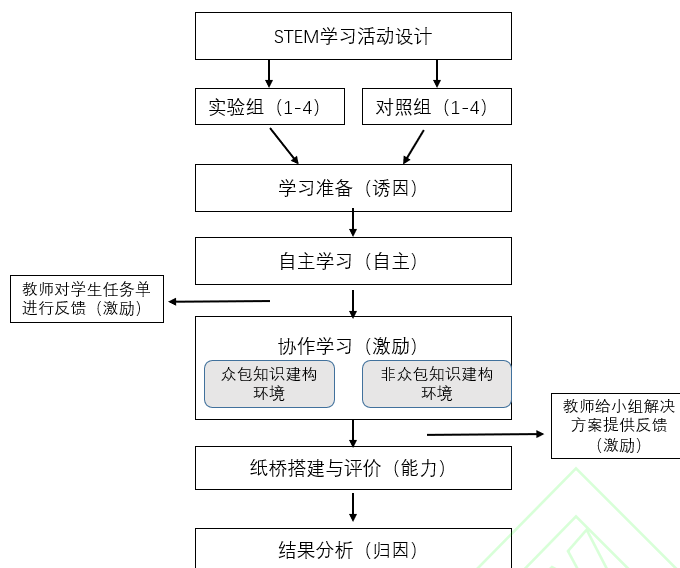 STEM学习活动设计
实验组（1-4）
对照组（1-4）
学习准备（诱因）
自主学习（自主）
教师对学生任务单
进行反馈（激励）
协作学习（激励）
众包知识建构
环境
非众包知识建构
环境
教师给小组解决
方案提供反馈
（激励）
纸桥搭建与评价（能力）
结果分析（归因）